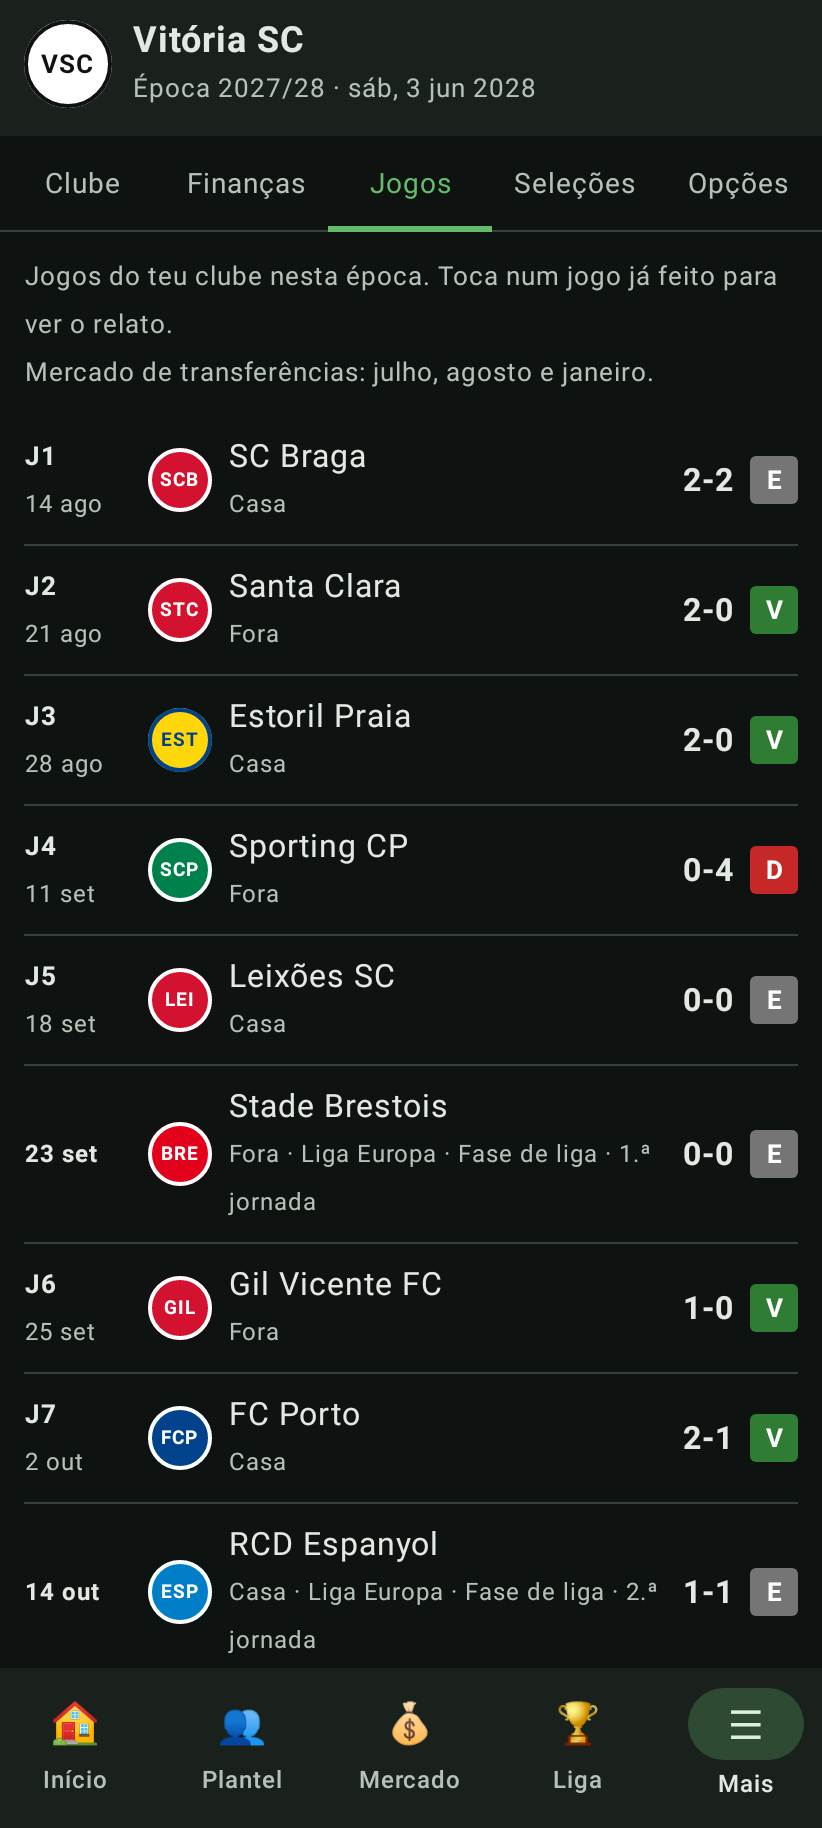 VSC
Vitória SC
Época 2027/28 · sáb, 3 jun 2028
Clube Finanças Jogos Seleções Opções
Jogos do teu clube nesta época. Toca num jogo já feito para
ver o relato.
Mercado de transferências: julho, agosto e janeiro.
J1
14 ago
SCB
SC Braga
Casa
2-2 E
J2
21 ago
STC
Santa Clara
Fora
2-0 V
J3
28 ago
EST
Estoril Praia
Casa
2-0 V
J4
11 set
SCP
Sporting CP
Fora
0-4 D
J5
18 set
LEI
Leixões SC
Casa
0-0 E
23 set
BRE
Stade Brestois
Fora · Liga Europa · Fase de liga · 1.ª
jornada
0-0 E
J6
25 set
GIL
Gil Vicente FC
Fora
1-0 V
J7
2 out
FCP
FC Porto
Casa
2-1 V
14 out
ESP
RCD Espanyol
Casa · Liga Europa · Fase de liga · 2.ª
jornada
1-1 E
Início Plantel Mercado Liga Mais